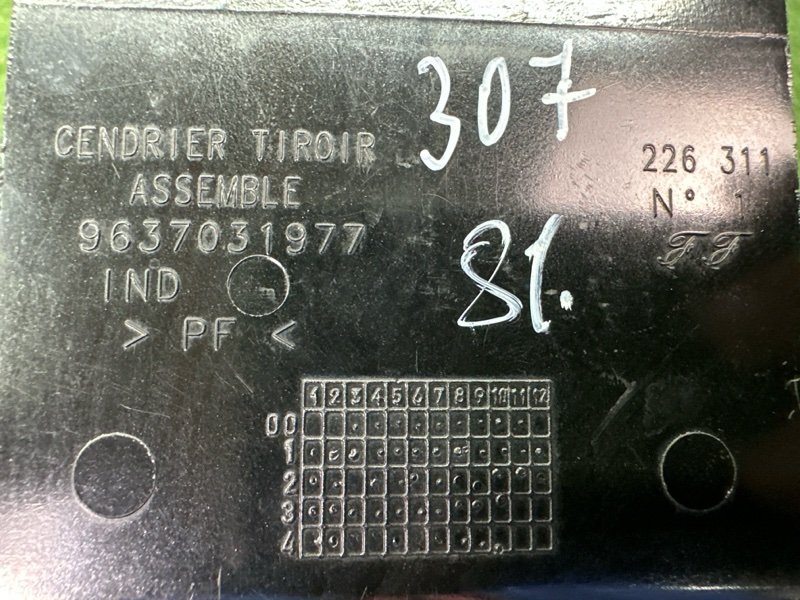 307
CENDRIER TIROIR
ASSEMBLE
9637031977
IND
> PF <
226 311
N° 1
FF
81.
1 2 3 4 5 6 7 8 9 10 11 12
00
1
2
3
4